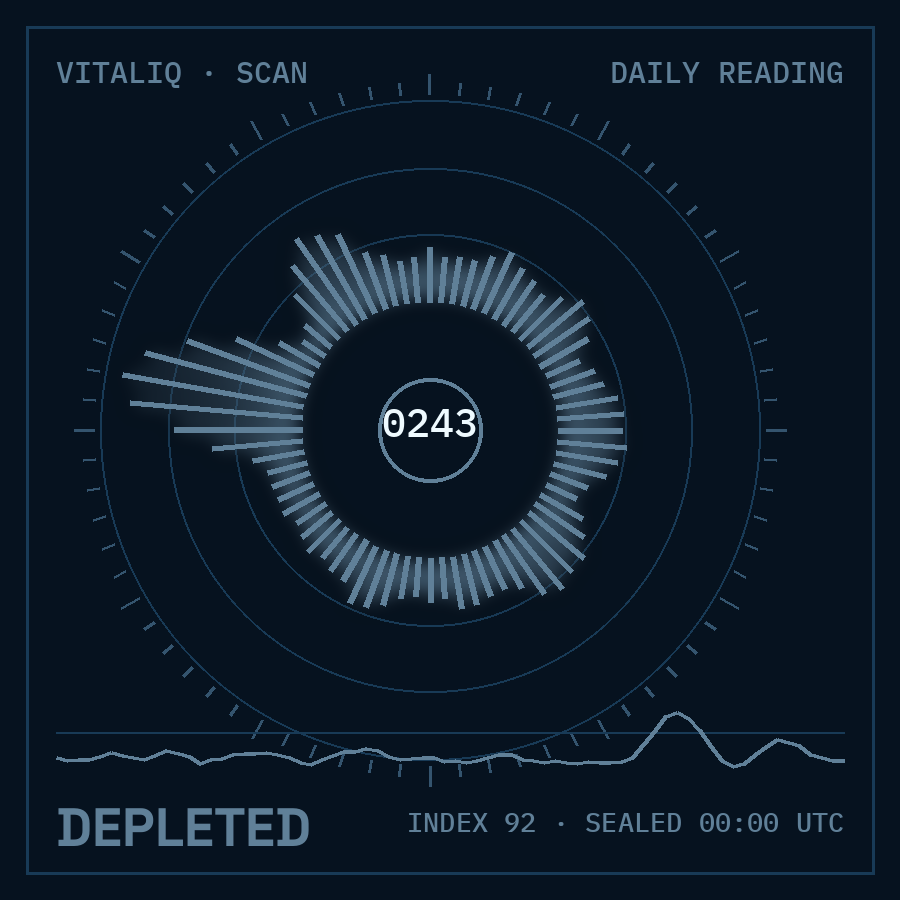 VITALIQ · SCAN
DAILY READING
0243
DEPLETED
INDEX 92 · SEALED 00:00 UTC